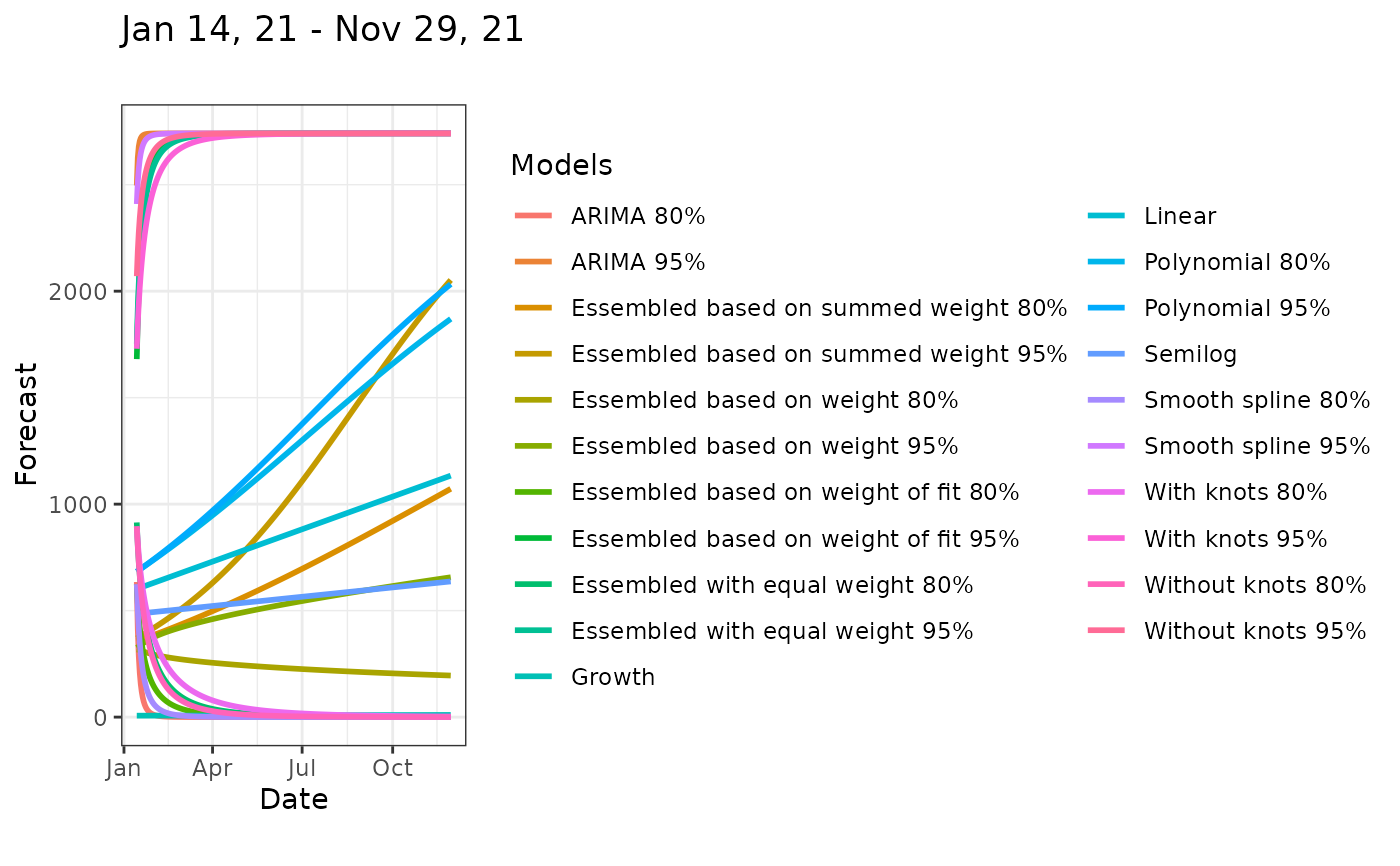 Jan 14, 21 - Nov 29, 21
Forecast
2000
1000
0
Jan
Apr
Jul
Oct
Date
Models
ARIMA 80%
ARIMA 95%
Essembled based on summed weight 80%
Essembled based on summed weight 95%
Essembled based on weight 80%
Essembled based on weight 95%
Essembled based on weight of fit 80%
Essembled based on weight of fit 95%
Essembled with equal weight 80%
Essembled with equal weight 95%
Growth
Linear
Polynomial 80%
Polynomial 95%
Semilog
Smooth spline 80%
Smooth spline 95%
With knots 80%
With knots 95%
Without knots 80%
Without knots 95%